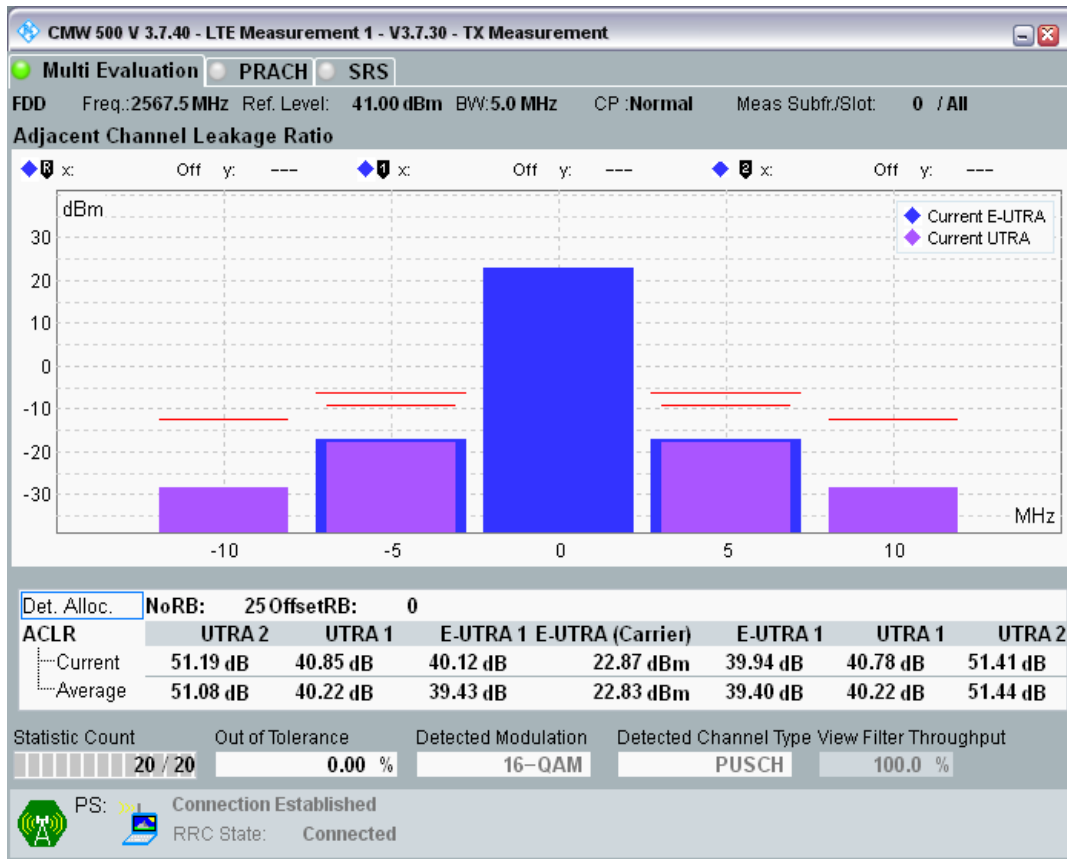 CMW 500 V 3.7.40 - LTE Measurement 1 - V3.7.30 - TX Measurement
Multi Evaluation PRACH SRS
FDD Freq.:2567.5 MHz Ref. Level: 41.00 dBm BW:5.0 MHz CP :Normal Meas Subfr./Slot: 0 / All
Adjacent Channel Leakage Ratio
R x: Off y: --- 1 x: Off y: --- 2 x: Off y: ---
dBm
Current E-UTRA
Current UTRA
30
20
10
0
-10
-20
-30
MHz
-10 -5 0 5 10
Det. Alloc. NoRB: 25 OffsetRB: 0
ACLR UTRA 2 UTRA 1 E-UTRA 1 E-UTRA (Carrier) E-UTRA 1 UTRA 1 UTRA 2
Current 51.19 dB 40.85 dB 40.12 dB 22.87 dBm 39.94 dB 40.78 dB 51.41 dB
Average 51.08 dB 40.22 dB 39.43 dB 22.83 dBm 39.40 dB 40.22 dB 51.44 dB
Statistic Count Out of Tolerance Detected Modulation Detected Channel Type View Filter Throughput
20 / 20 0.00 % 16-QAM PUSCH 100.0 %
PS: Connection Established
RRC State: Connected